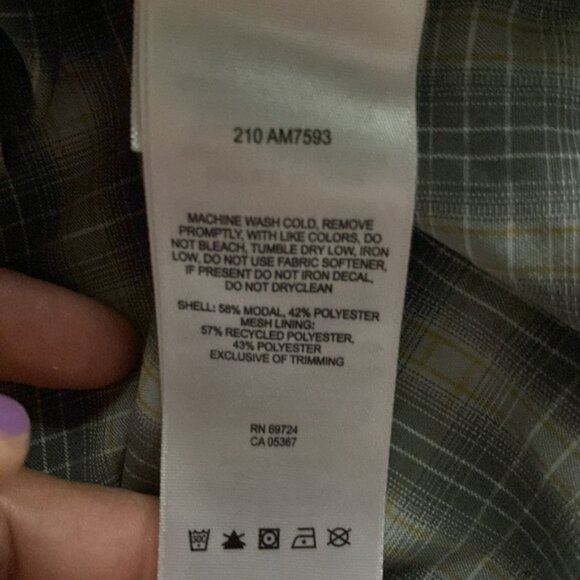 210 AM7593
MACHINE WASH COLD, REMOVE
PROMPTLY, WITH LIKE COLORS, DO
NOT BLEACH, TUMBLE DRY LOW, IRON
LOW, DO NOT USE FABRIC SOFTENER,
IF PRESENT DO NOT IRON DECAL,
DO NOT DRYCLEAN
SHELL: 58% MODAL, 42% POLYESTER
MESH LINING:
57% RECYCLED POLYESTER,
43% POLYESTER
EXCLUSIVE OF TRIMMING
RN 69724
CA 05367
30C